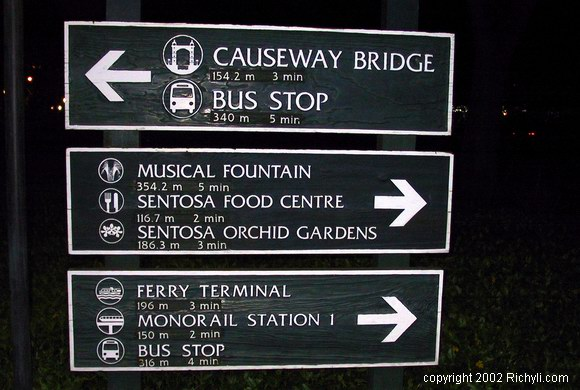 CAUSEWAY BRIDGE
154.2 m 3 min
BUS STOP
340 m 5 min.
MUSICAL FOUNTAIN
354.2 m 5 min
SENTOSA FOOD CENTRE
116.7 m 2 min
SENTOSA ORCHID GARDENS
186.3 m 3 min
FERRY TERMINAL
196 m 3 min
MONORAIL STATION 1
150 m 2 min
BUS STOP
316 m 4 min
copyright 2002 Richyli.com